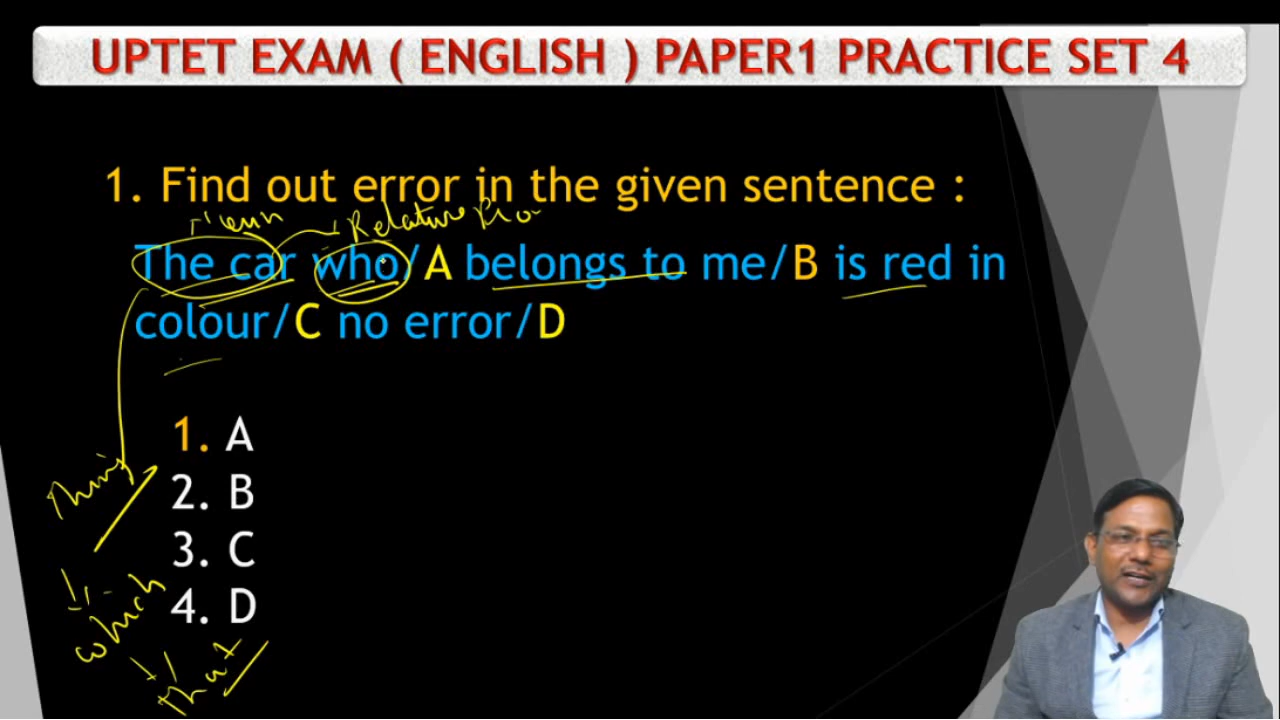 UPTET EXAM ( ENGLISH ) PAPER1 PRACTICE SET 4
1. Find out error in the given sentence :
Relative Pro
The car who/A belongs to me/B is red in
colour/C no error/D
1. A
2. B
3. C
4. D
Thing
which
That